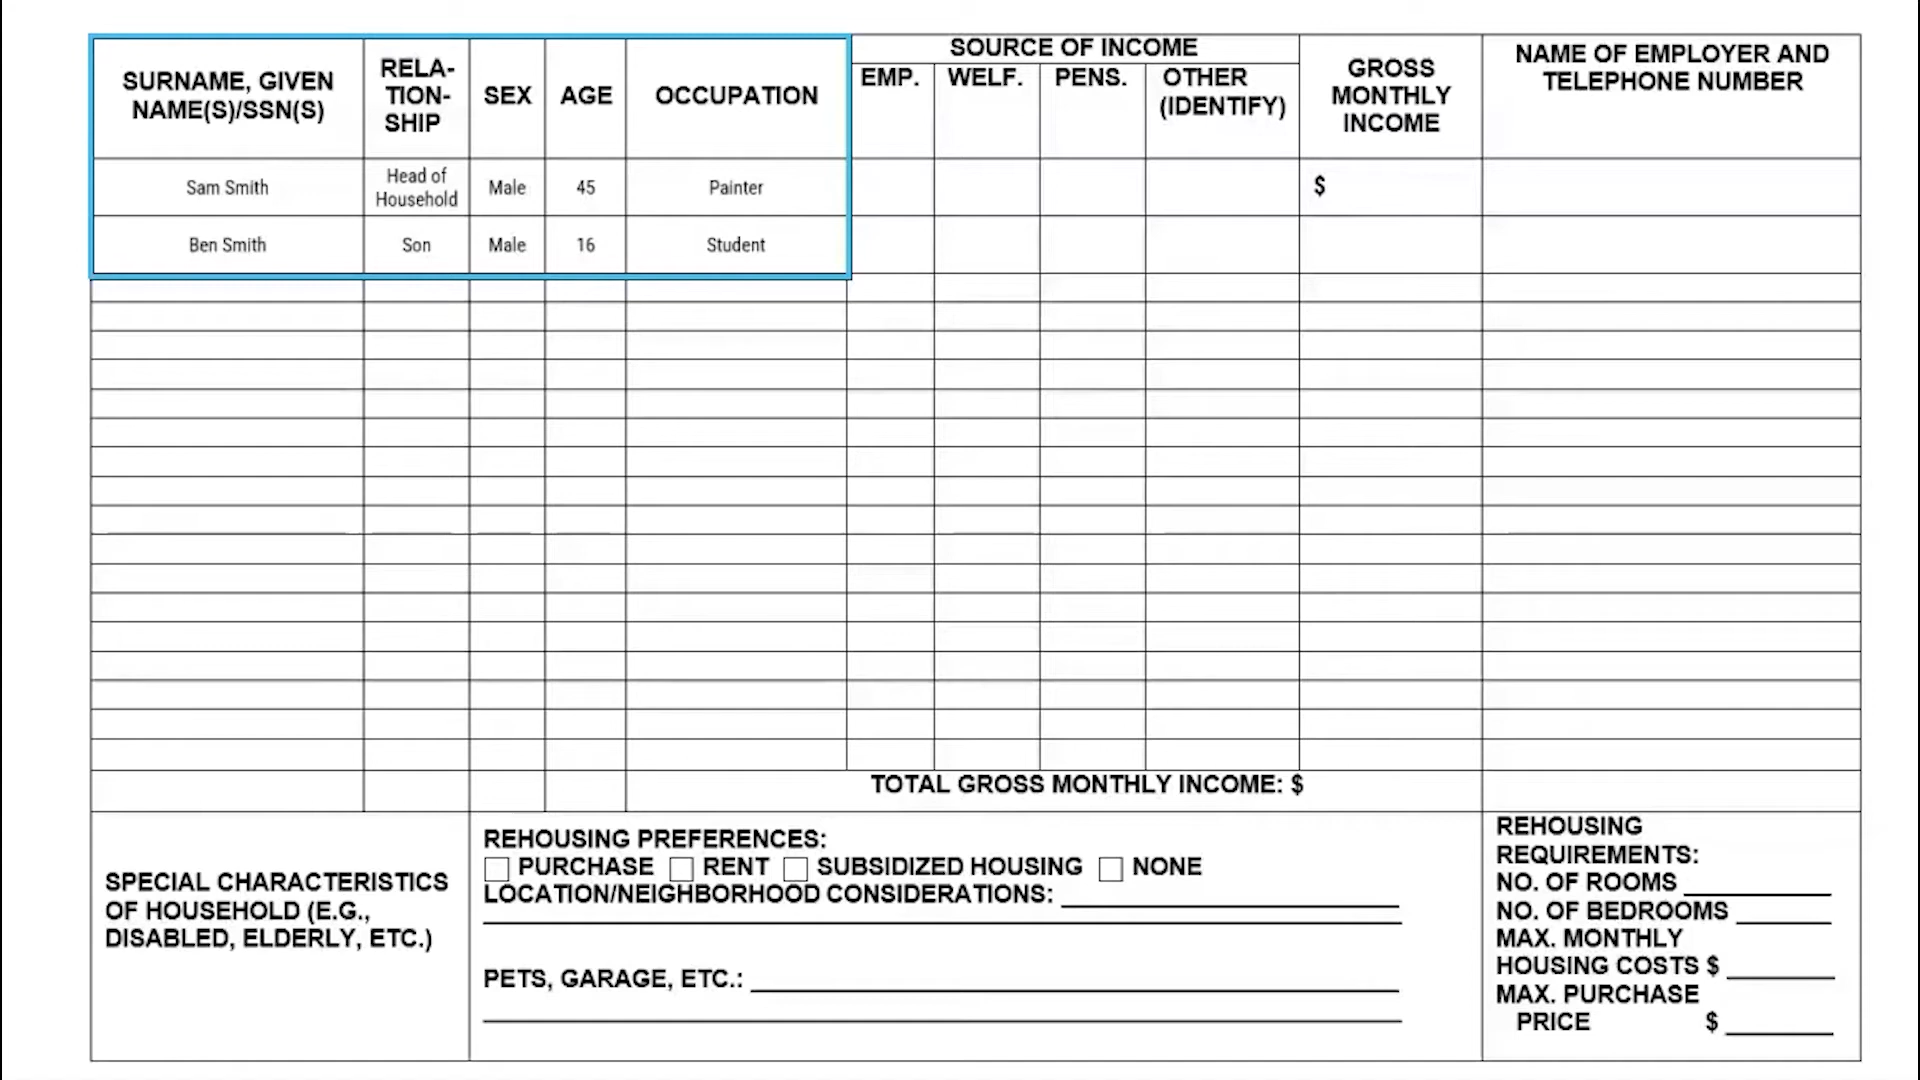 SURNAME, GIVEN
NAME(S)/SSN(S)
RELA-
TION-
SHIP
SEX
AGE
OCCUPATION
SOURCE OF INCOME
EMP.
WELF.
PENS.
OTHER
(IDENTIFY)
GROSS
MONTHLY
INCOME
NAME OF EMPLOYER AND
TELEPHONE NUMBER
Sam Smith
Head of
Household
Male
45
Painter
$
Ben Smith
Son
Male
16
Student
TOTAL GROSS MONTHLY INCOME: $
SPECIAL CHARACTERISTICS
OF HOUSEHOLD (E.G.,
DISABLED, ELDERLY, ETC.)
REHOUSING PREFERENCES:
PURCHASE RENT SUBSIDIZED HOUSING NONE
LOCATION/NEIGHBORHOOD CONSIDERATIONS:
PETS, GARAGE, ETC.:
REHOUSING
REQUIREMENTS:
NO. OF ROOMS
NO. OF BEDROOMS
MAX. MONTHLY
HOUSING COSTS $
MAX. PURCHASE
PRICE $